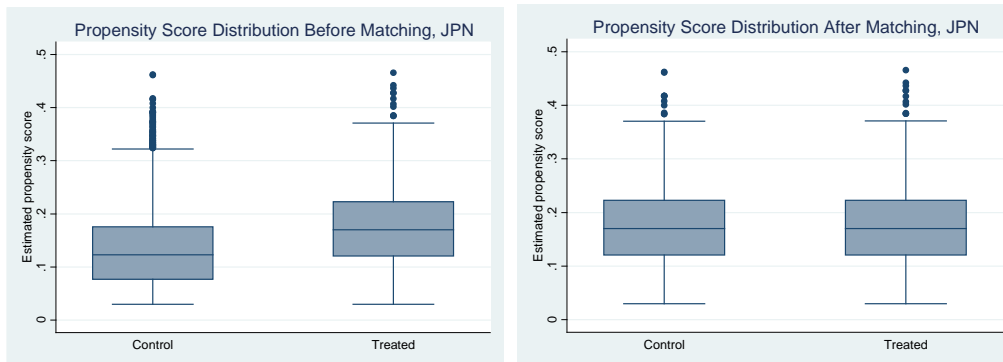 Propensity Score Distribution Before Matching, JPN
Estimated propensity score
.5
.4
.3
.2
.1
0
Control
Treated
Propensity Score Distribution After Matching, JPN
Estimated propensity score
.5
.4
.3
.2
.1
0
Control
Treated